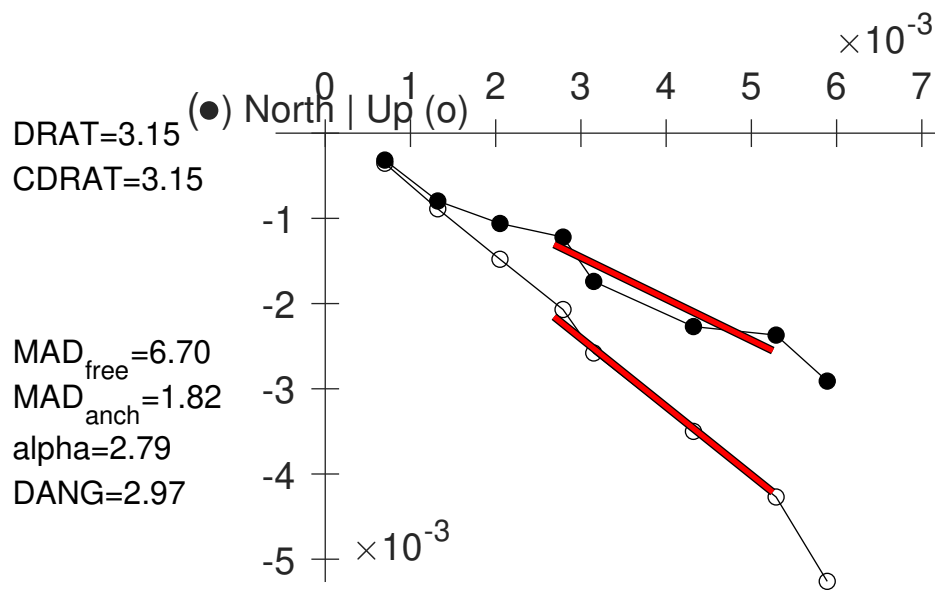 ×10⁻³
0 1 2 3 4 5 6 7
(●) North | Up (o)
DRAT=3.15
CDRAT=3.15
-1
-2
-3
-4
-5
×10⁻³
MAD_free=6.70
MAD_anch=1.82
alpha=2.79
DANG=2.97